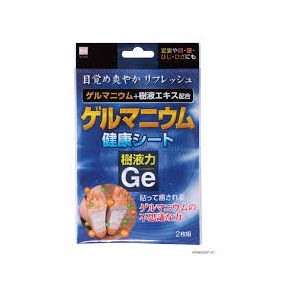 足裏や肩・腰・
ひじ・ひざにも
目覚め爽やか リフレッシュ
ゲルマニウム+樹液エキス配合
ゲルマニウム
健康シート
樹液力
Ge
貼って癒される
ゲルマニウムの
不思議な力
2枚組